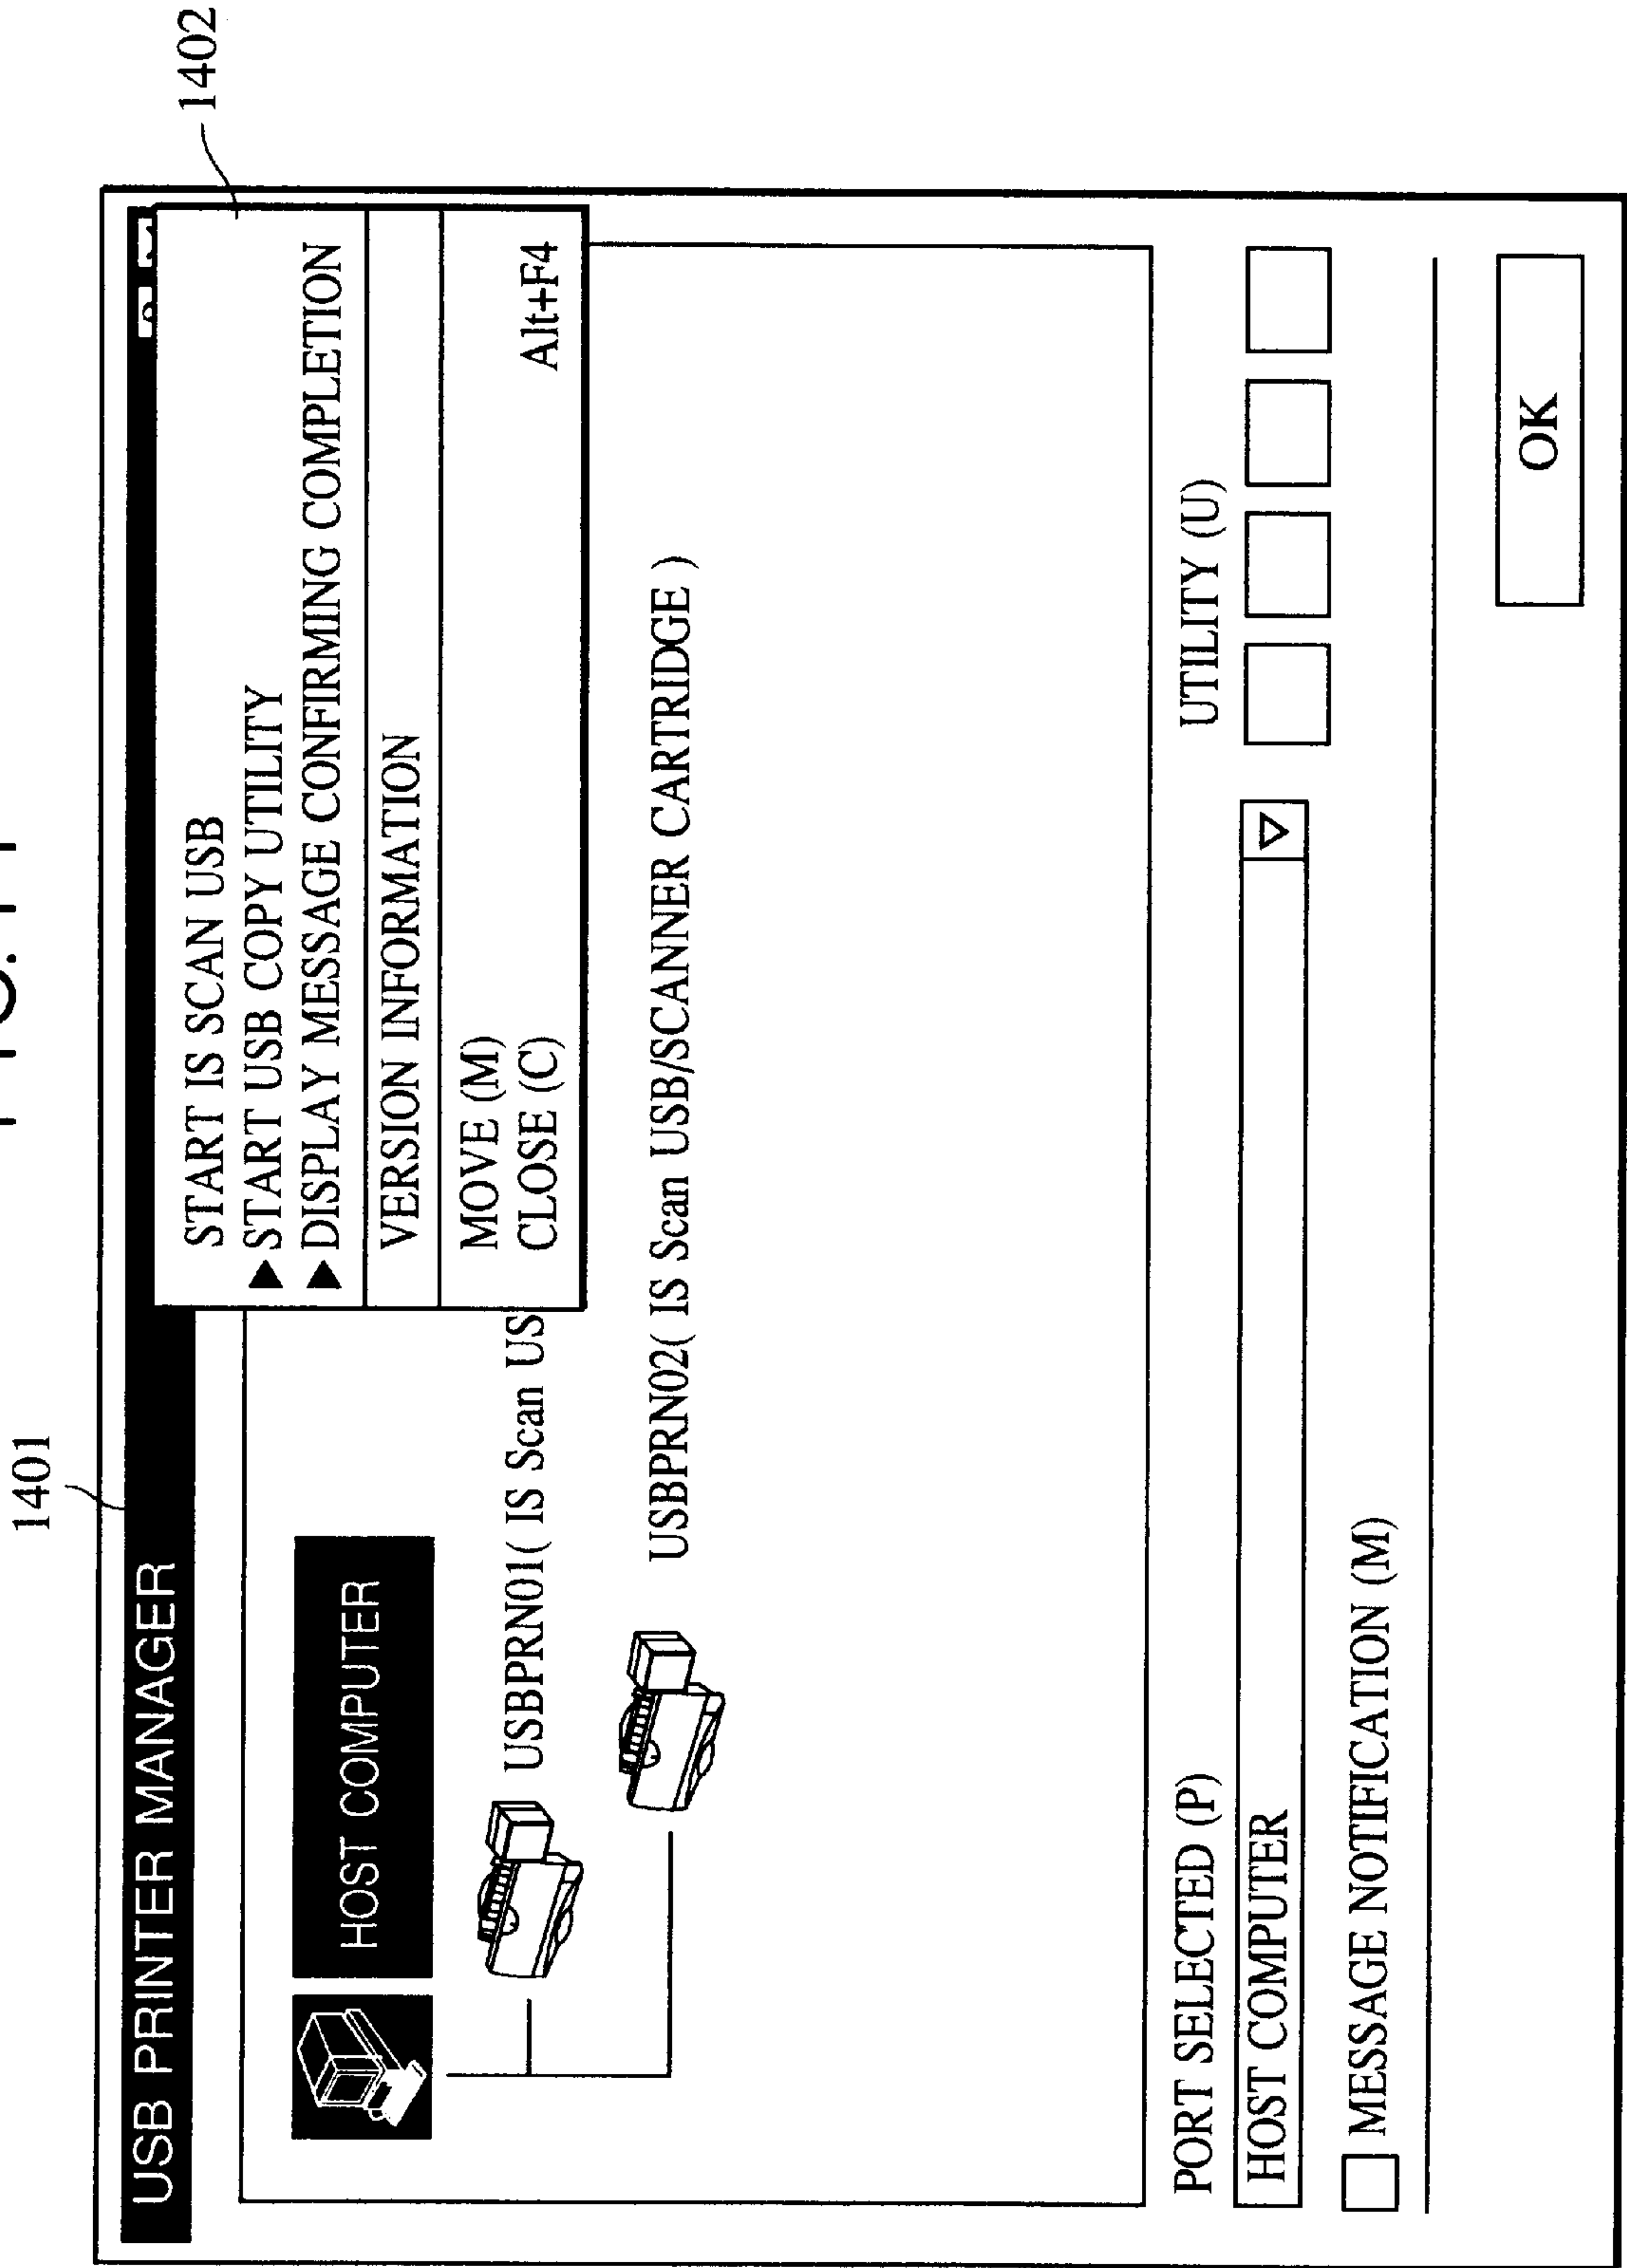 1401
1402
USB PRINTER MANAGER
START IS SCAN USB
▶START USB COPY UTILITY
▶DISPLAY MESSAGE CONFIRMING COMPLETION
VERSION INFORMATION
MOVE (M)
CLOSE (C) Alt+F4
HOST COMPUTER
USBPRN01( IS Scan US
USBPRN02( IS Scan USB/SCANNER CARTRIDGE )
PORT SELECTED (P)
UTILITY (U)
HOST COMPUTER
MESSAGE NOTIFICATION (M)
OK